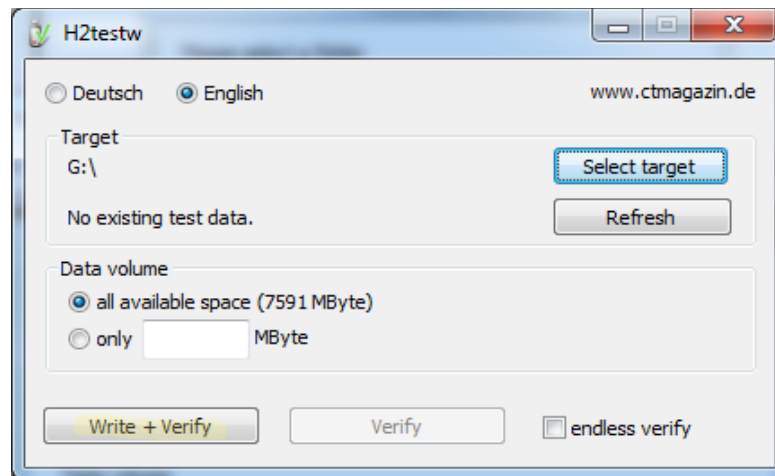 H2testw
Deutsch English www.ctmagazin.de
Target
G:\ Select target
No existing test data. Refresh
Data volume
all available space (7591 MByte)
only MByte
Write + Verify Verify endless verify